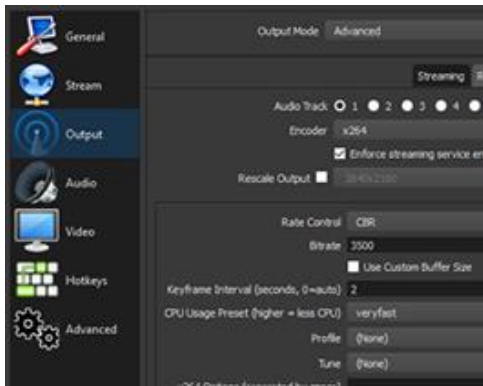 General
Output Mode Advanced
Stream
Streaming
Audio Track 1 2 3 4
Output
Encoder x264
Enforce streaming service
Audio
Rescale Output 3840x2160
Video
Rate Control CBR
Bitrate 3500
Use Custom Buffer Size
Hotkeys
Keyframe Interval (seconds, 0=auto) 2
CPU Usage Preset (higher = less CPU) veryfast
Advanced
Profile (None)
Tune (None)